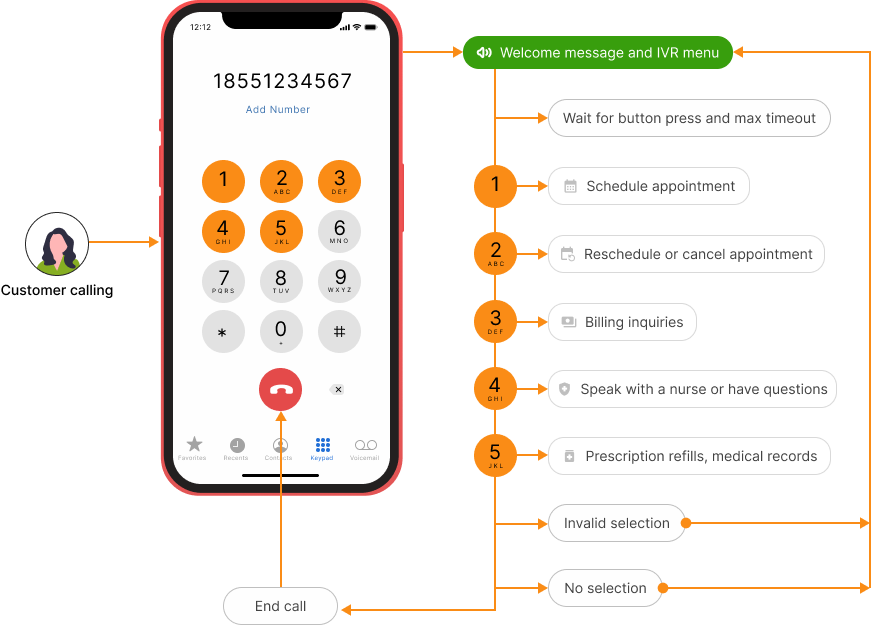 12:12
18551234567
Add Number
1
2
ABC
3
DEF
4
GHI
5
JKL
6
MNO
7
PQRS
8
TUV
9
WXYZ
*
0
+
#
Favorites
Recents
Contacts
Keypad
Voicemail
Customer calling
Welcome message and IVR menu
Wait for button press and max timeout
1
Schedule appointment
2
ABC
Reschedule or cancel appointment
3
DEF
Billing inquiries
4
GHI
Speak with a nurse or have questions
5
JKL
Prescription refills, medical records
Invalid selection
No selection
End call